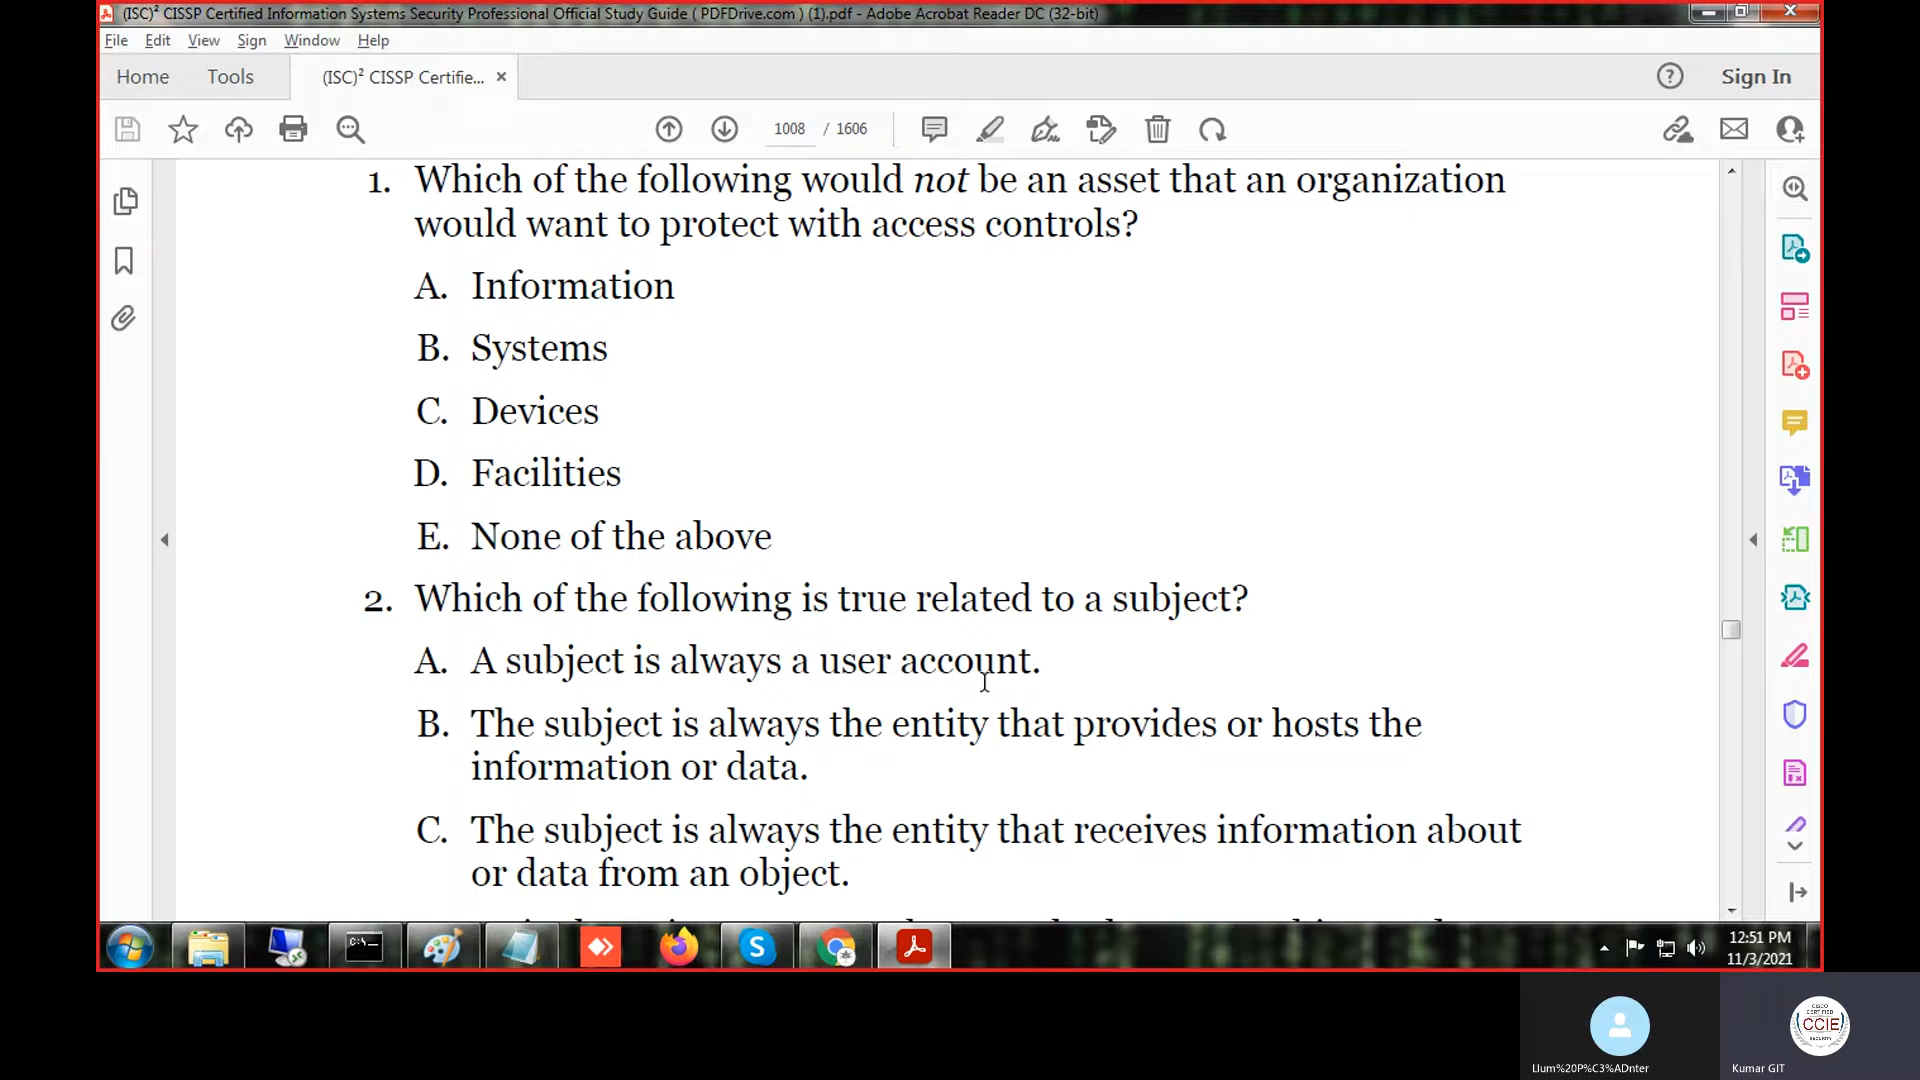 (ISC)² CISSP Certified Information Systems Security Professional Official Study Guide ( PDFDrive.com ) (1).pdf - Adobe Acrobat Reader DC (32-bit)
File Edit View Sign Window Help
Home Tools (ISC)² CISSP Certifie... × Sign In
1008 / 1606
1. Which of the following would not be an asset that an organization
would want to protect with access controls?
A. Information
B. Systems
C. Devices
D. Facilities
E. None of the above
2. Which of the following is true related to a subject?
A. A subject is always a user account.
B. The subject is always the entity that provides or hosts the
information or data.
C. The subject is always the entity that receives information about
or data from an object.
C:\
S
12:51 PM
11/3/2021
CISCO
CERTIFIED
CCIE
SECURITY
Llum%20P%C3%ADnter
Kumar GIT